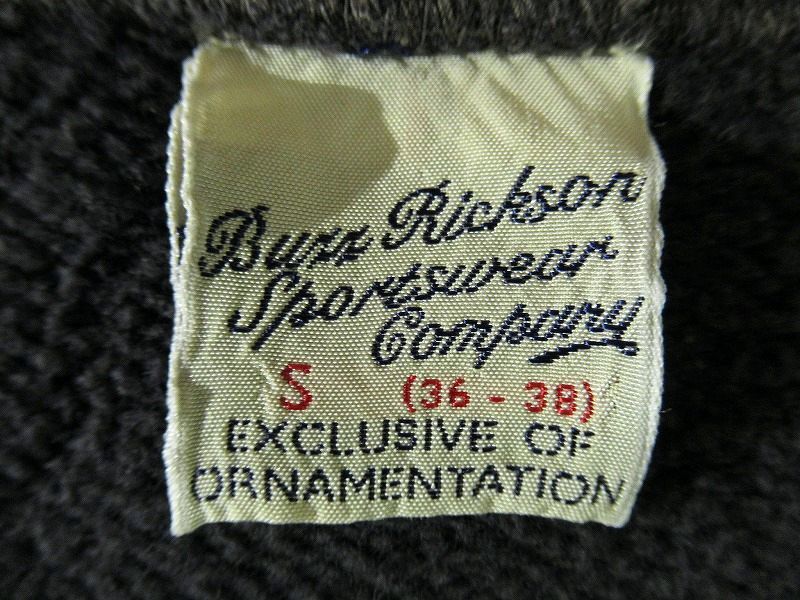 Buzz Rickson
Sportswear
Company
S (36 - 38)
EXCLUSIVE OF
ORNAMENTATION